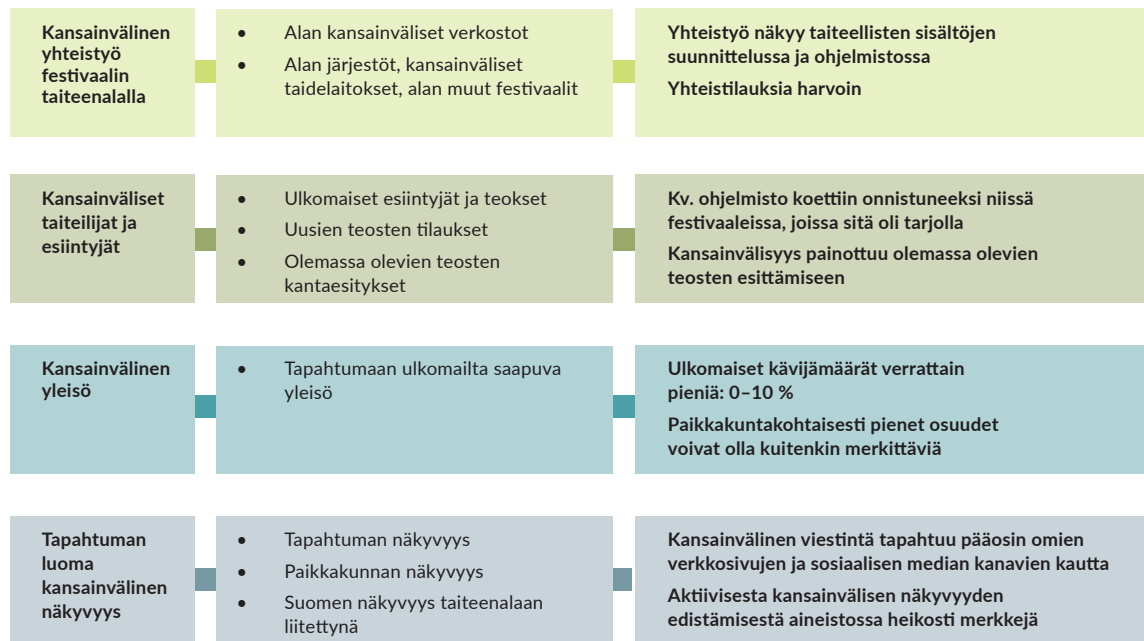 Kansainvälinen
yhteistyö
festivaalin
taiteenalalla
• Alan kansainväliset verkostot
• Alan järjestöt, kansainväliset
taidelaitokset, alan muut festivaalit
Yhteistyö näkyy taiteellisten sisältöjen
suunnittelussa ja ohjelmistossa
Yhteistilauksia harvoin
Kansainväliset
taiteilijat ja
esiintyjät
• Ulkomaiset esiintyjät ja teokset
• Uusien teosten tilaukset
• Olemassa olevien teosten
kantaesitykset
Kv. ohjelmisto koettiin onnistuneeksi niissä
festivaaleissa, joissa sitä oli tarjolla
Kansainvälisyys painottuu olemassa olevien
teosten esittämiseen
Kansainvälinen
yleisö
• Tapahtumaan ulkomailta saapuva
yleisö
Ulkomaiset kävijämäärät verrattain
pieniä: 0–10 %
Paikkakuntakohtaisesti pienet osuudet
voivat olla kuitenkin merkittäviä
Tapahtuman
luoma
kansainvälinen
näkyvyys
• Tapahtuman näkyvyys
• Paikkakunnan näkyvyys
• Suomen näkyvyys taiteenalaan
liitettynä
Kansainvälinen viestintä tapahtuu pääosin omien
verkkosivujen ja sosiaalisen median kanavien kautta
Aktiivisesta kansainvälisen näkyvyyden
edistämisestä aineistossa heikosti merkkejä